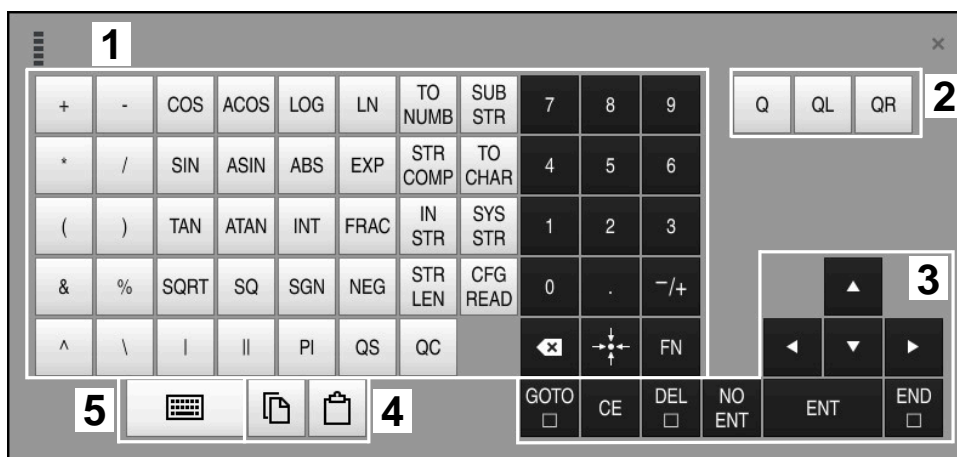 1
×
+ - COS ACOS LOG LN TO NUMB SUB STR 7 8 9 Q QL QR 2
* / SIN ASIN ABS EXP STR COMP TO CHAR 4 5 6
( ) TAN ATAN INT FRAC IN STR SYS STR 1 2 3
& % SQRT SQ SGN NEG STR LEN CFG READ 0 . -/+ 3
^ \ | || PI QS QC FN
5 4 GOTO □ CE DEL □ NO ENT ENT END □